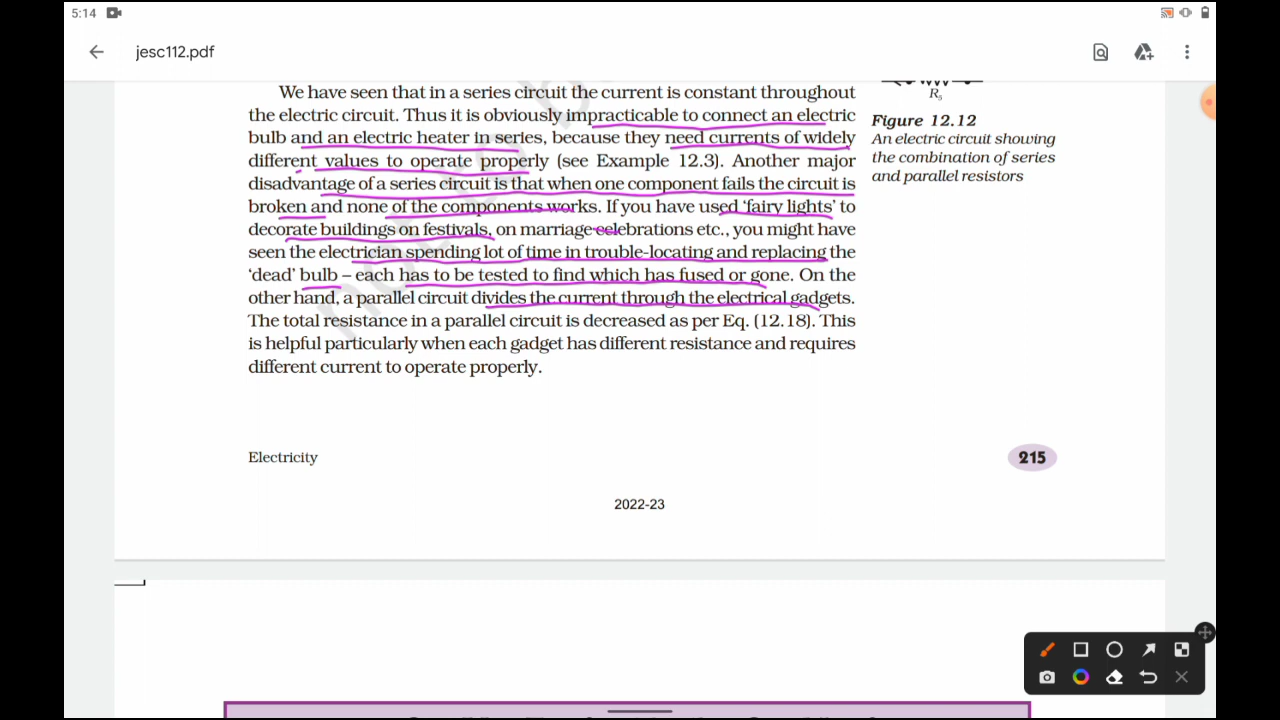 5:14
jesc112.pdf
We have seen that in a series circuit the current is constant throughout
the electric circuit. Thus it is obviously impracticable to connect an electric
bulb and an electric heater in series, because they need currents of widely
different values to operate properly (see Example 12.3). Another major
disadvantage of a series circuit is that when one component fails the circuit is
broken and none of the components works. If you have used ‘fairy lights’ to
decorate buildings on festivals, on marriage celebrations etc., you might have
seen the electrician spending lot of time in trouble-locating and replacing the
‘dead’ bulb – each has to be tested to find which has fused or gone. On the
other hand, a parallel circuit divides the current through the electrical gadgets.
The total resistance in a parallel circuit is decreased as per Eq. (12.18). This
is helpful particularly when each gadget has different resistance and requires
different current to operate properly.
R5
Figure 12.12
An electric circuit showing
the combination of series
and parallel resistors
Electricity
215
2022-23